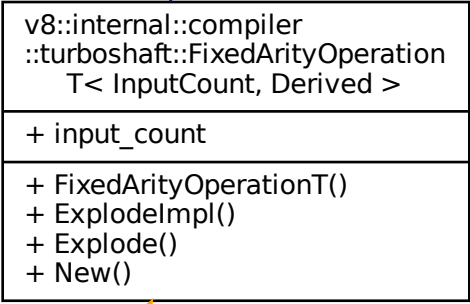 v8::internal::compiler
::turboshaft::FixedArityOperation
T< InputCount, Derived >
+ input_count
+ FixedArityOperationT()
+ ExplodeImpl()
+ Explode()
+ New()